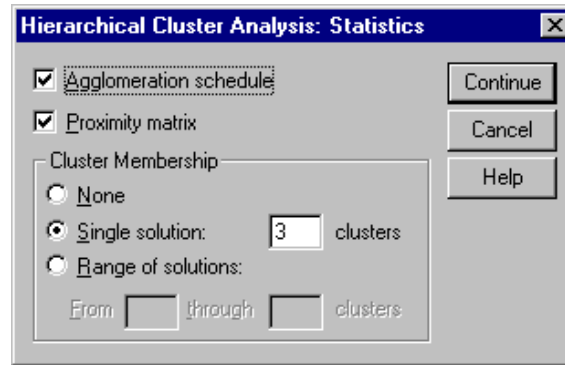 Hierarchical Cluster Analysis: Statistics
Agglomeration schedule
Proximity matrix
Cluster Membership
None
Single solution: 3 clusters
Range of solutions:
From through clusters
Continue
Cancel
Help